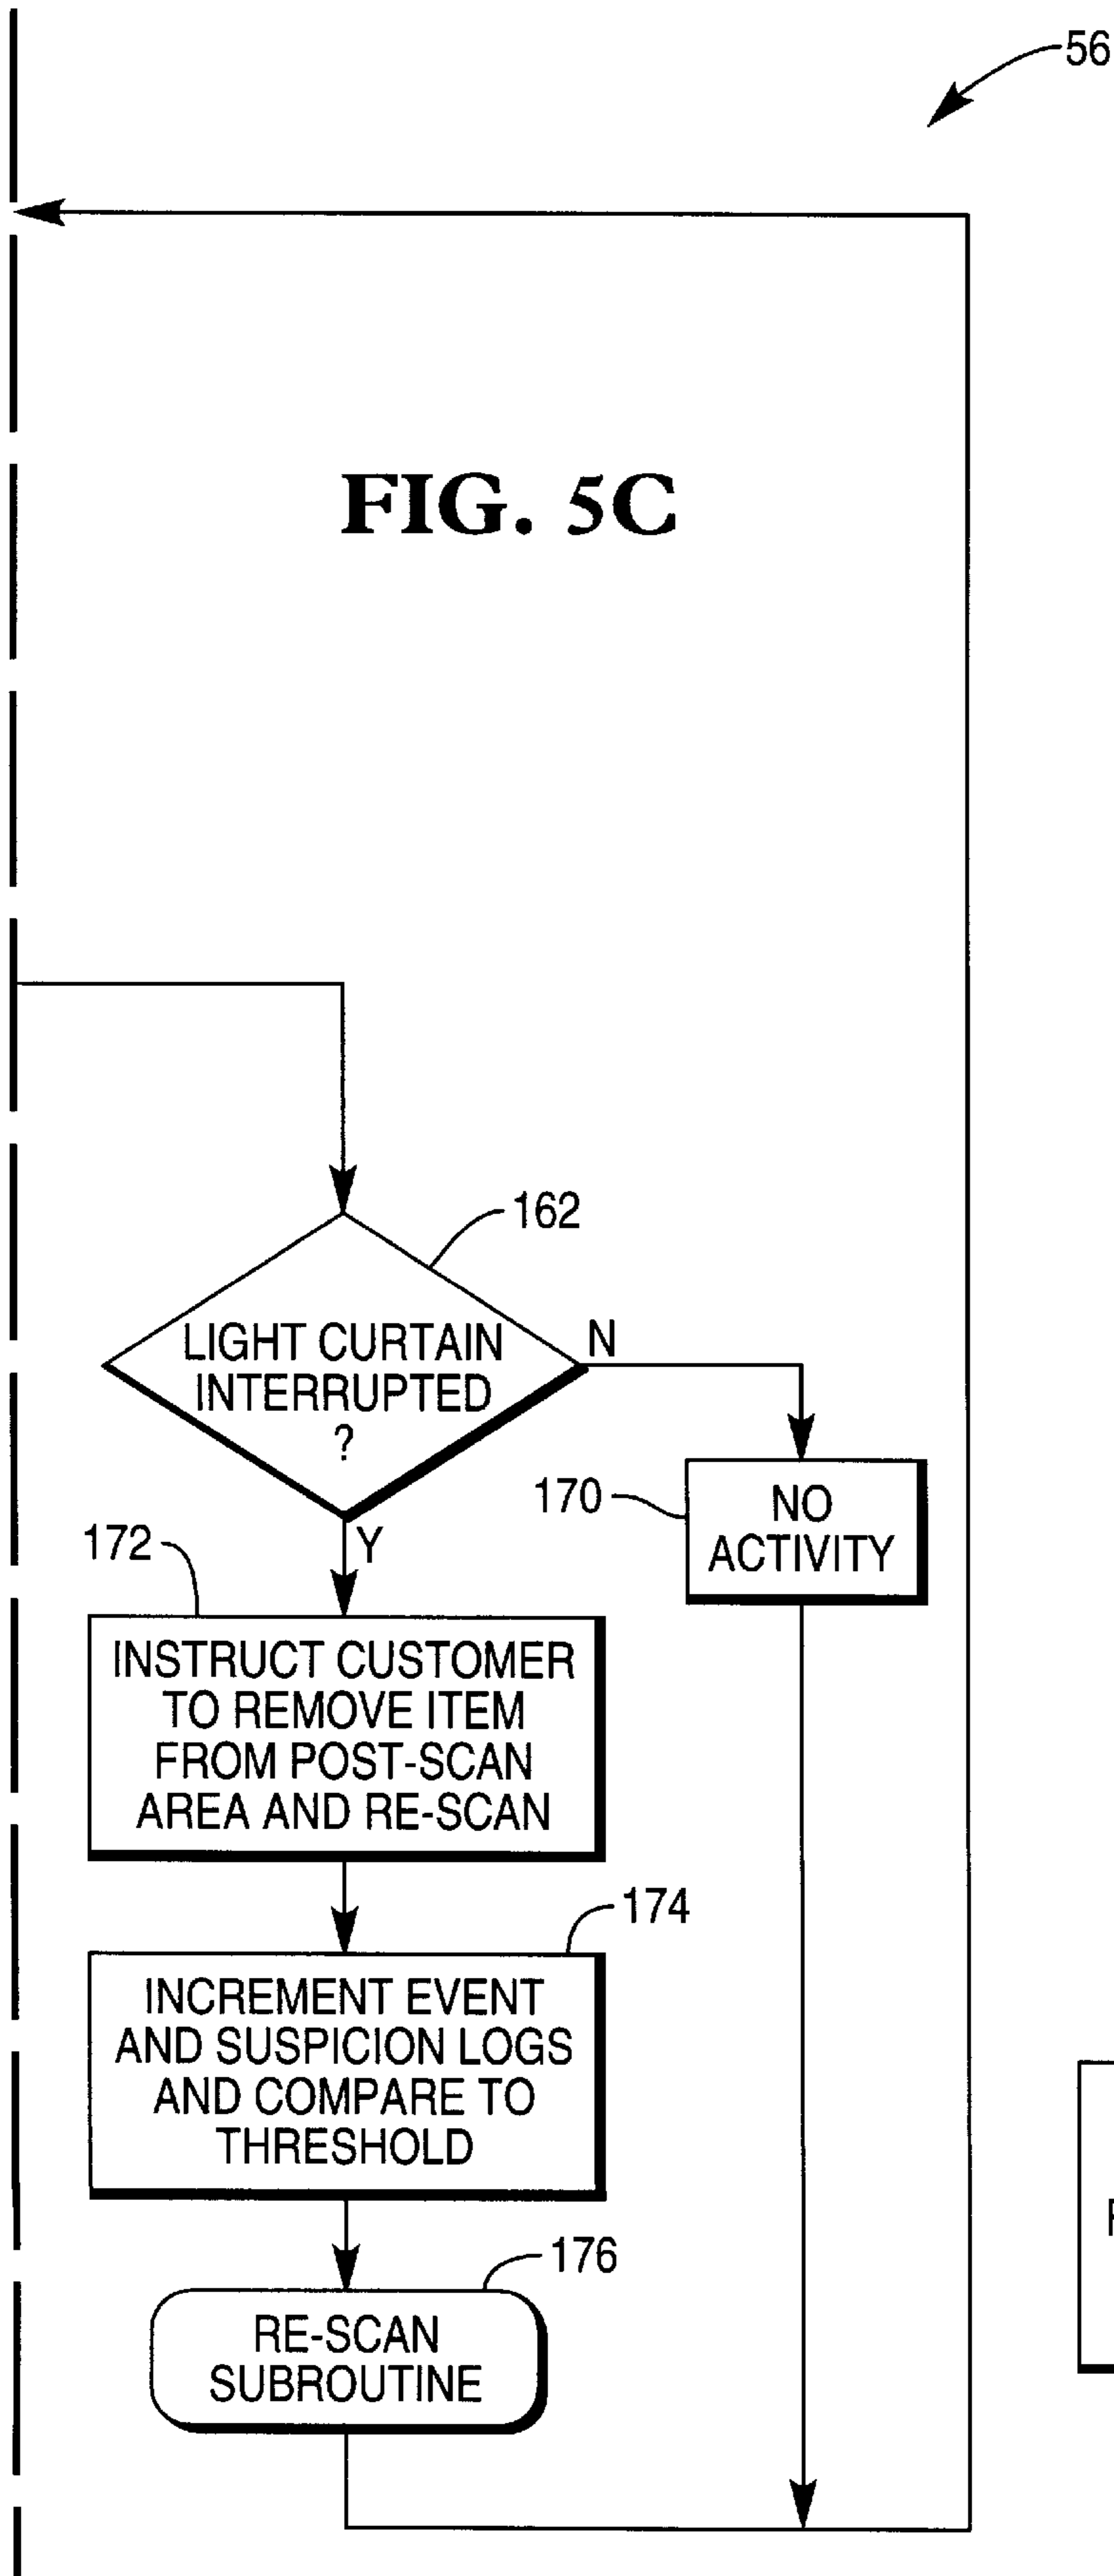 56
FIG. 5C
162
LIGHT CURTAIN
INTERRUPTED
?
N
170
NO
ACTIVITY
Y
172
INSTRUCT CUSTOMER
TO REMOVE ITEM
FROM POST-SCAN
AREA AND RE-SCAN
174
INCREMENT EVENT
AND SUSPICION LOGS
AND COMPARE TO
THRESHOLD
176
RE-SCAN
SUBROUTINE